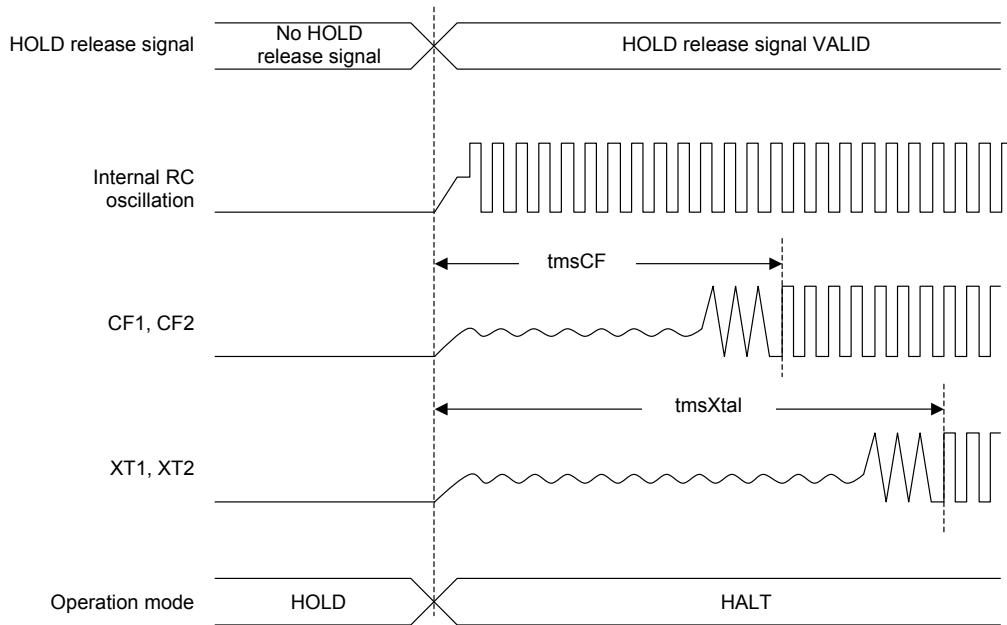 HOLD release signal
No HOLD
release signal
HOLD release signal VALID
Internal RC
oscillation
tmsCF
CF1, CF2
tmsXtal
XT1, XT2
Operation mode
HOLD
HALT